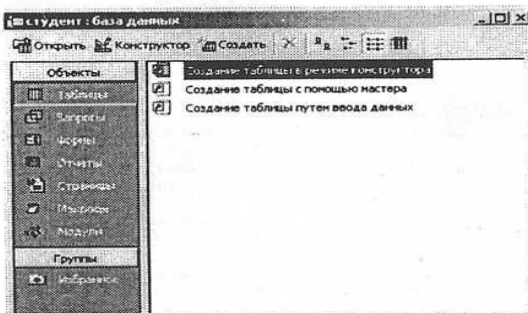 студент : база данных
Открыть Конструктор Создать
Объекты
Таблицы
Запросы
Формы
Отчеты
Страницы
Макросы
Модули
Группы
Избранное
Создание таблицы в режиме конструктора
Создание таблицы с помощью мастера
Создание таблицы путем ввода данных